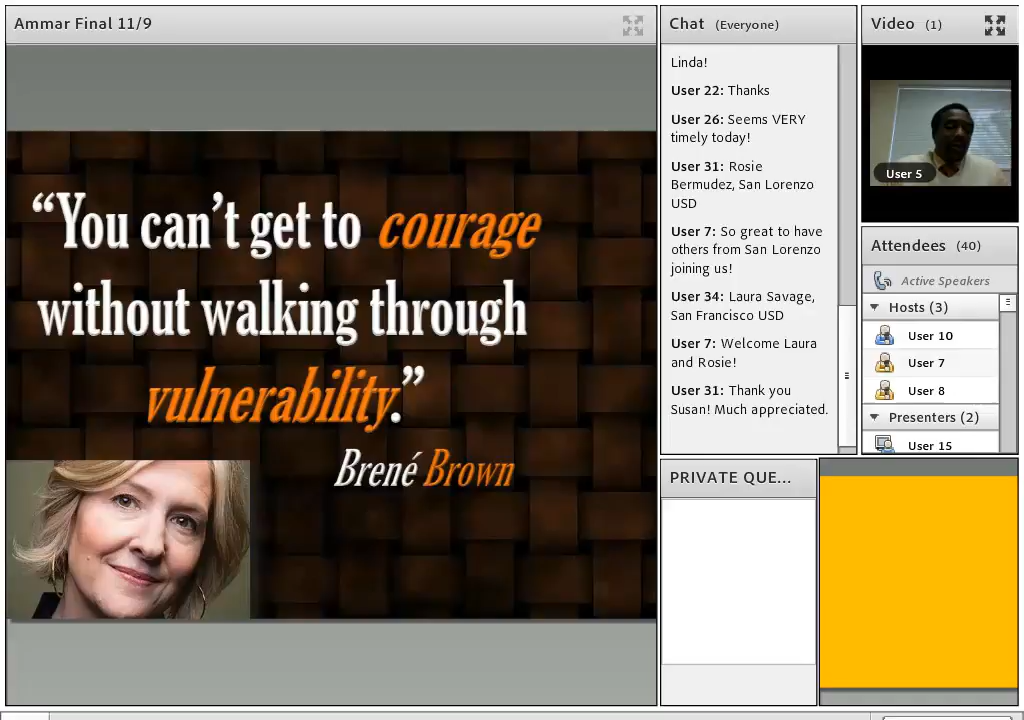 Ammar Final 11/9
“You can’t get to courage
without walking through
vulnerability.”
Brené Brown
Chat (Everyone)
Linda!
User 22: Thanks
User 26: Seems VERY
timely today!
User 31: Rosie
Bermudez, San Lorenzo
USD
User 7: So great to have
others from San Lorenzo
joining us!
User 34: Laura Savage,
San Francisco USD
User 7: Welcome Laura
and Rosie!
User 31: Thank you
Susan! Much appreciated.
Video (1)
User 5
Attendees (40)
Active Speakers
Hosts (3)
User 10
User 7
User 8
Presenters (2)
User 15
PRIVATE QUE...